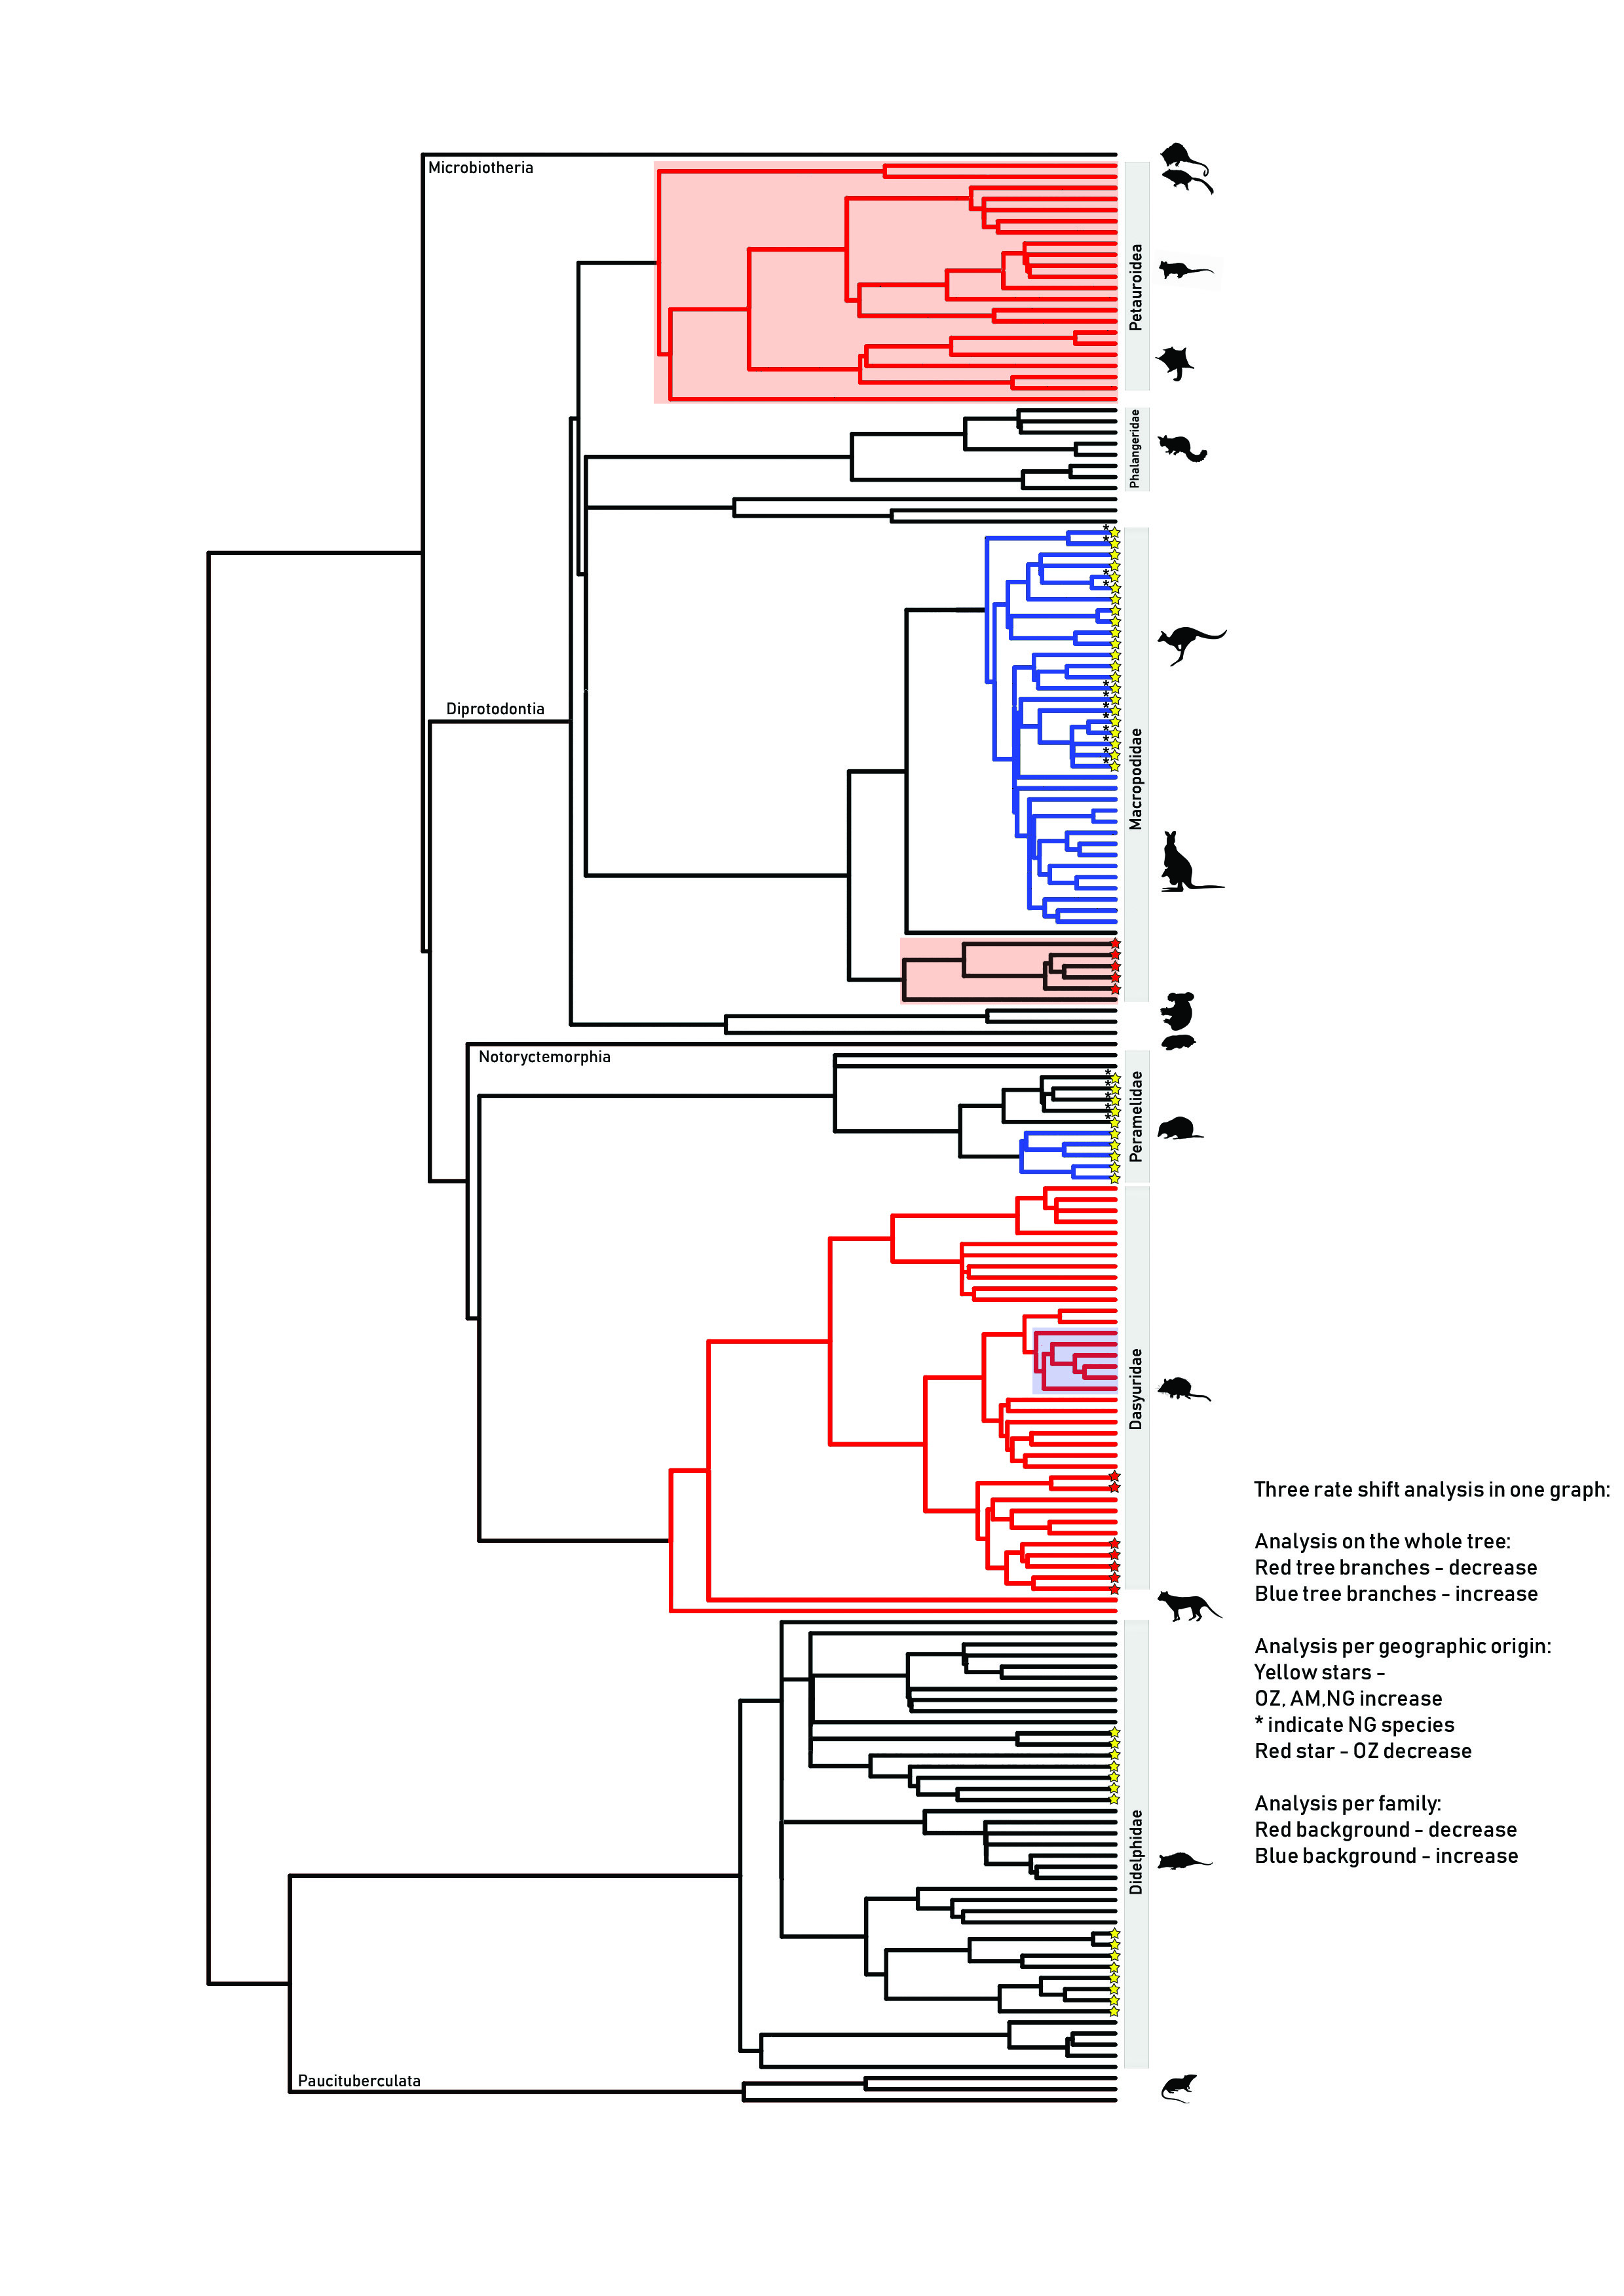 Microbiotheria
Petauroidea
Phalangeridae
Diprotodontia
Macropodidae
Notoryctemorphia
Peramelidae
Dasyuridae
Three rate shift analysis in one graph:
Analysis on the whole tree:
Red tree branches - decrease
Blue tree branches - increase
Analysis per geographic origin:
Yellow stars -
OZ, AM,NG increase
* indicate NG species
Red star - OZ decrease
Analysis per family:
Red background - decrease
Blue background - increase
Didelphidae
Paucituberculata